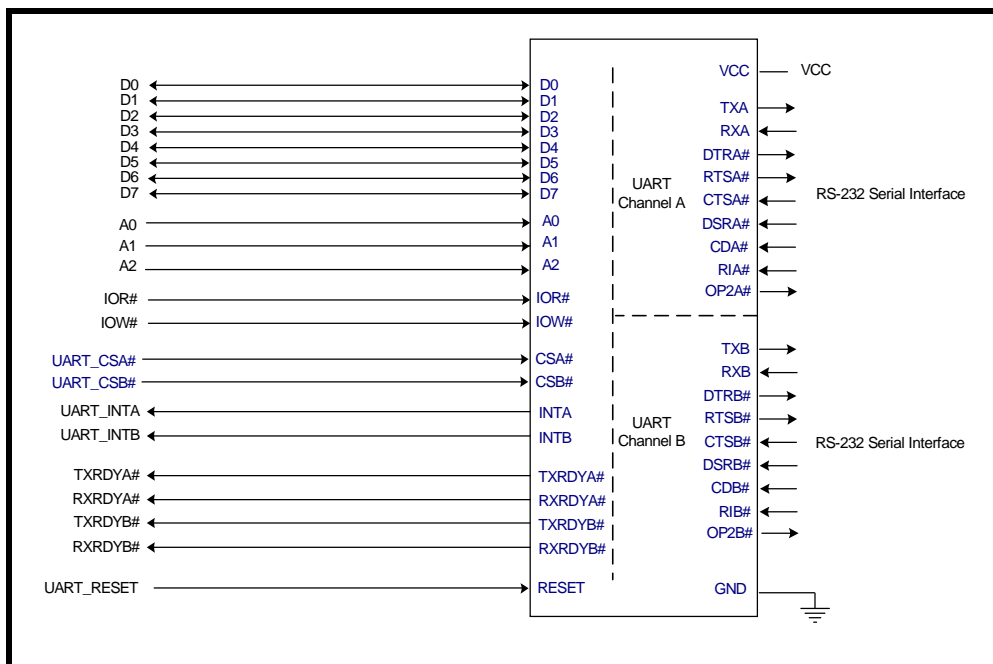 D0
D1
D2
D3
D4
D5
D6
D7
A0
A1
A2
IOR#
IOW#
UART_CSA#
UART_CSB#
UART_INTA
UART_INTB
TXRDYA#
RXRDYA#
TXRDYB#
RXRDYB#
UART_RESET
D0
D1
D2
D3
D4
D5
D6
D7
A0
A1
A2
IOR#
IOW#
CSA#
CSB#
INTA
INTB
TXRDYA#
RXRDYA#
TXRDYB#
RXRDYB#
RESET
UART
Channel A
UART
Channel B
VCC
TXA
RXA
DTRA#
RTSA#
CTSA#
DSRA#
CDA#
RIA#
OP2A#
TXB
RXB
DTRB#
RTSB#
CTSB#
DSRB#
CDB#
RIB#
OP2B#
GND
VCC
RS-232 Serial Interface
RS-232 Serial Interface